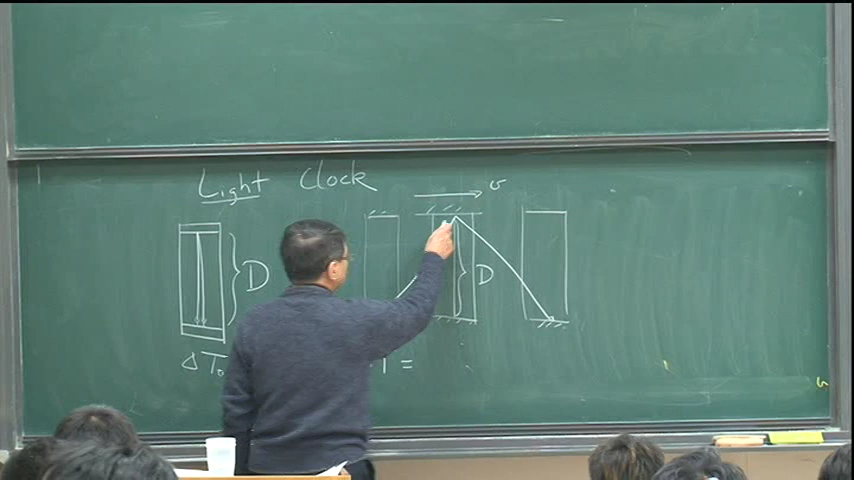 Light Clock
v
D
D
ΔT₀
T =